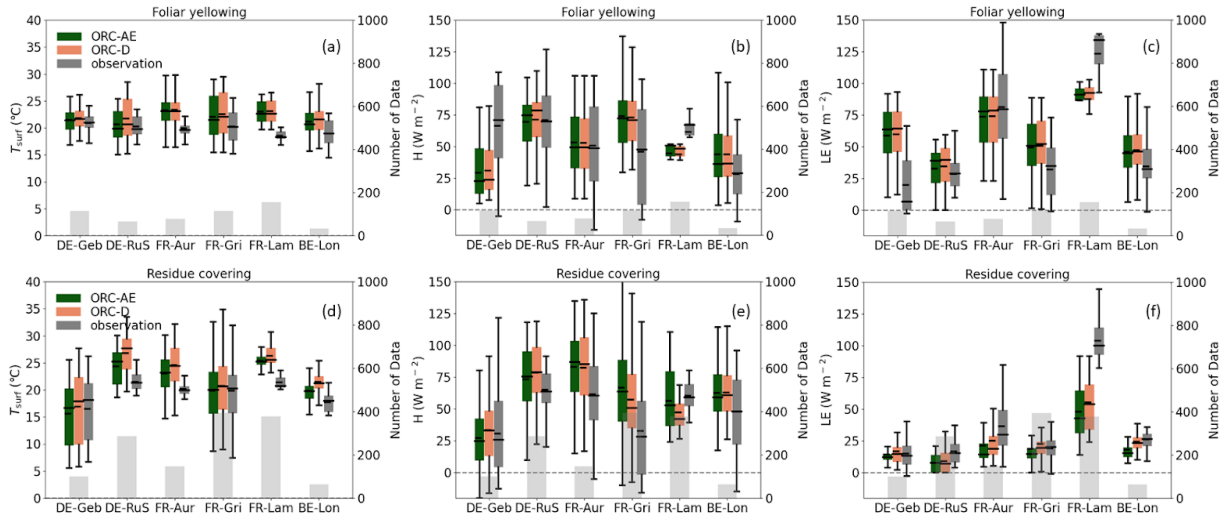 Foliar yellowing
40
35
30
25
20
15
10
5
0
T_surf (°C)
ORC-AE
ORC-D
observation
(a)
1000
800
600
400
200
0
Number of Data
DE-Geb DE-RuS FR-Aur FR-Gri FR-Lam BE-Lon
Foliar yellowing
150
125
100
75
50
25
0
H (W m⁻²)
(b)
1000
800
600
400
200
0
Number of Data
DE-Geb DE-RuS FR-Aur FR-Gri FR-Lam BE-Lon
Foliar yellowing
150
125
100
75
50
25
0
LE (W m⁻²)
(c)
1000
800
600
400
200
0
Number of Data
DE-Geb DE-RuS FR-Aur FR-Gri FR-Lam BE-Lon
Residue covering
40
35
30
25
20
15
10
5
0
T_surf (°C)
ORC-AE
ORC-D
observation
(d)
1000
800
600
400
200
0
Number of Data
DE-Geb DE-RuS FR-Aur FR-Gri FR-Lam BE-Lon
Residue covering
150
125
100
75
50
25
0
H (W m⁻²)
(e)
1000
800
600
400
200
0
Number of Data
DE-Geb DE-RuS FR-Aur FR-Gri FR-Lam BE-Lon
Residue covering
150
125
100
75
50
25
0
LE (W m⁻²)
(f)
1000
800
600
400
200
0
Number of Data
DE-Geb DE-RuS FR-Aur FR-Gri FR-Lam BE-Lon